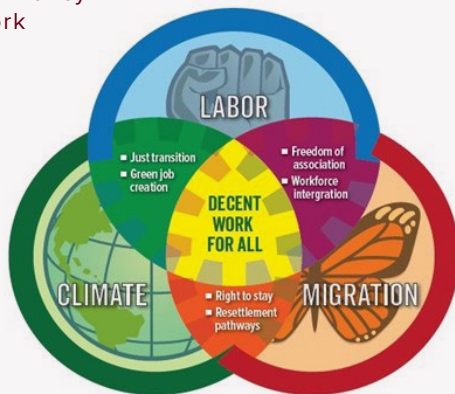 ork
LABOR
■ Just transition
■ Green job
creation
■ Freedom of
association
■ Workforce
intergration
DECENT
WORK
FOR ALL
CLIMATE
MIGRATION
■ Right to stay
■ Resettlement
pathways